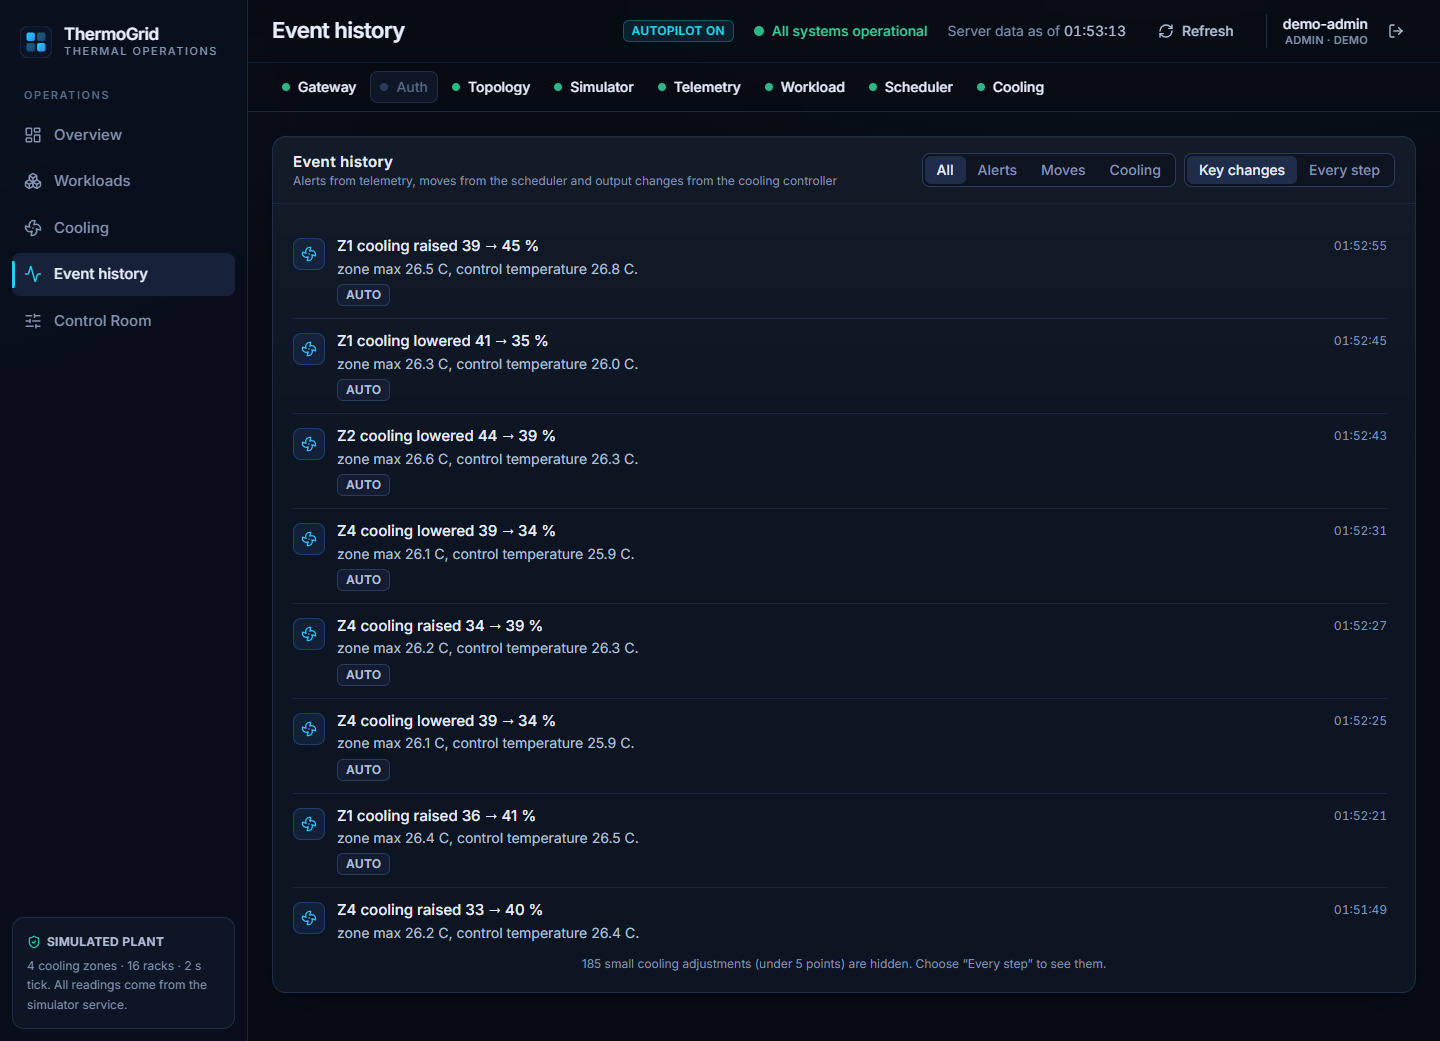 ThermoGrid
THERMAL OPERATIONS
OPERATIONS
Overview
Workloads
Cooling
Event history
Control Room
SIMULATED PLANT
4 cooling zones · 16 racks · 2 s
tick. All readings come from the
simulator service.
Event history
AUTOPILOT ON
All systems operational
Server data as of 01:53:13
Refresh
demo-admin
ADMIN · DEMO
Gateway
Auth
Topology
Simulator
Telemetry
Workload
Scheduler
Cooling
Event history
Alerts from telemetry, moves from the scheduler and output changes from the cooling controller
All
Alerts
Moves
Cooling
Key changes
Every step
Z1 cooling raised 39 → 45 %
01:52:55
zone max 26.5 C, control temperature 26.8 C.
AUTO
Z1 cooling lowered 41 → 35 %
01:52:45
zone max 26.3 C, control temperature 26.0 C.
AUTO
Z2 cooling lowered 44 → 39 %
01:52:43
zone max 26.6 C, control temperature 26.3 C.
AUTO
Z4 cooling lowered 39 → 34 %
01:52:31
zone max 26.1 C, control temperature 25.9 C.
AUTO
Z4 cooling raised 34 → 39 %
01:52:27
zone max 26.2 C, control temperature 26.3 C.
AUTO
Z4 cooling lowered 39 → 34 %
01:52:25
zone max 26.1 C, control temperature 25.9 C.
AUTO
Z1 cooling raised 36 → 41 %
01:52:21
zone max 26.4 C, control temperature 26.5 C.
AUTO
Z4 cooling raised 33 → 40 %
01:51:49
zone max 26.2 C, control temperature 26.4 C.
185 small cooling adjustments (under 5 points) are hidden. Choose “Every step” to see them.